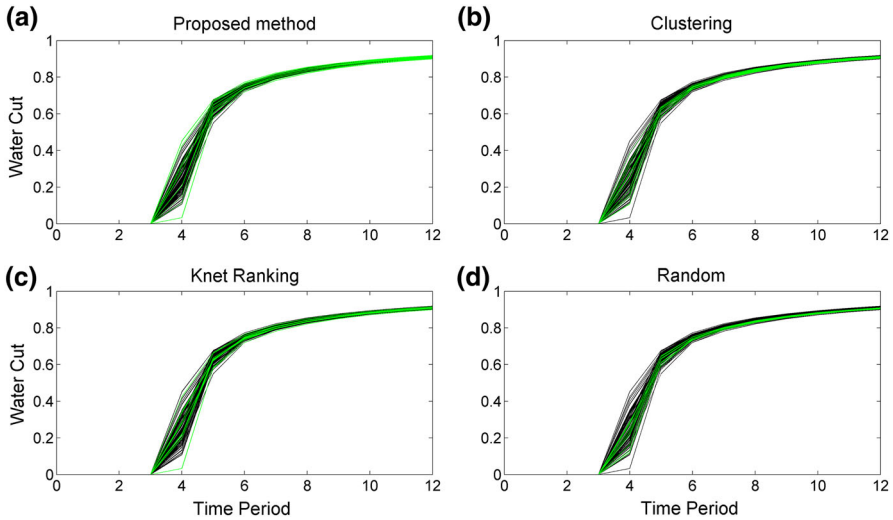 (a) Proposed method
(b) Clustering
Water Cut
1
0.8
0.6
0.4
0.2
0
0 2 4 6 8 10 12
1
0.8
0.6
0.4
0.2
0
0 2 4 6 8 10 12
(c) Knet Ranking
(d) Random
Water Cut
1
0.8
0.6
0.4
0.2
0
0 2 4 6 8 10 12
Time Period
1
0.8
0.6
0.4
0.2
0
0 2 4 6 8 10 12
Time Period